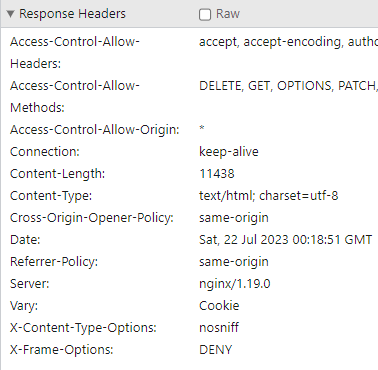 ▼ Response Headers Raw
Access-Control-Allow-Headers: accept, accept-encoding,
Access-Control-Allow-Methods: DELETE, GET, OPTIONS, PATCH,
Access-Control-Allow-Origin: *
Connection: keep-alive
Content-Length: 11438
Content-Type: text/html; charset=utf-8
Cross-Origin-Opener-Policy: same-origin
Date: Sat, 22 Jul 2023 00:18:51 GMT
Referrer-Policy: same-origin
Server: nginx/1.19.0
Vary: Cookie
X-Content-Type-Options: nosniff
X-Frame-Options: DENY